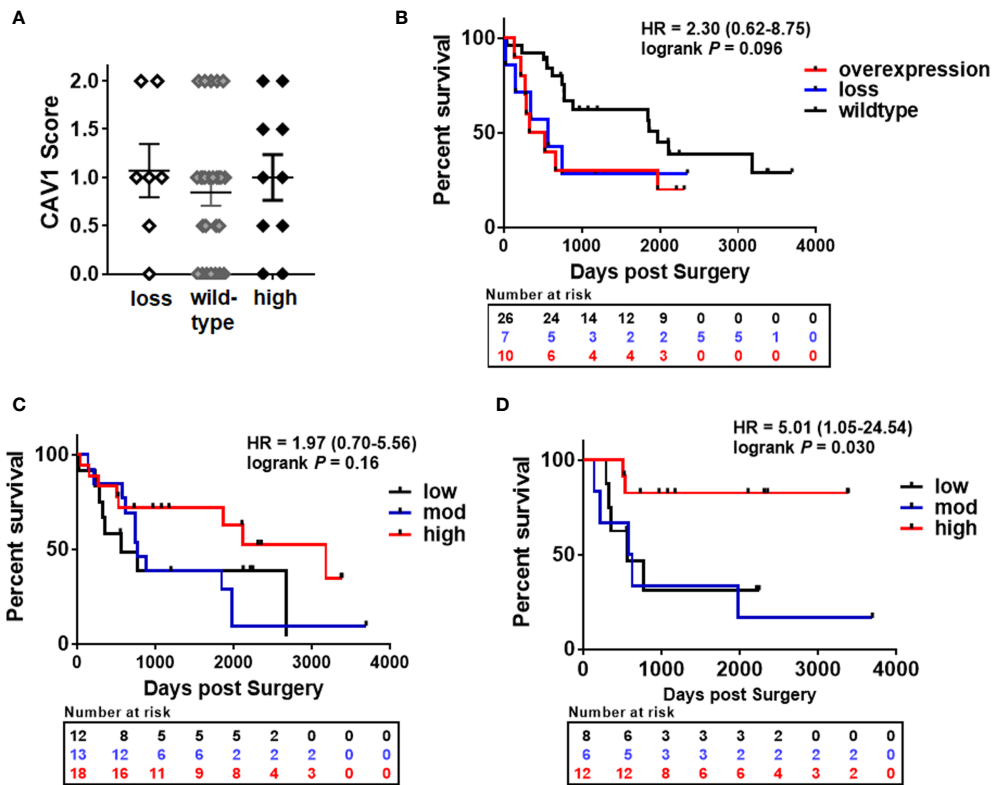 A
CAV1 Score
2.0
1.5
1.0
0.5
0.0
loss
wild-
type
high
B
HR = 2.30 (0.62-8.75)
logrank P = 0.096
Percent survival
100
50
0
overexpression
loss
wildtype
0 1000 2000 3000 4000
Days post Surgery
Number at risk
26 24 14 12 9 0 0 0 0
7 5 3 2 2 5 5 1 0
10 6 4 4 3 0 0 0 0
C
HR = 1.97 (0.70-5.56)
logrank P = 0.16
Percent survival
100
50
0
low
mod
high
0 1000 2000 3000 4000
Days post Surgery
Number at risk
12 8 5 5 5 2 0 0 0
13 12 6 6 2 2 2 0 0
18 16 11 9 8 4 3 0 0
D
HR = 5.01 (1.05-24.54)
logrank P = 0.030
Percent survival
100
50
0
low
mod
high
0 1000 2000 3000 4000
Days post Surgery
Number at risk
8 6 3 3 3 2 0 0 0
6 5 3 3 2 2 2 2 0
12 12 8 6 6 4 3 2 0